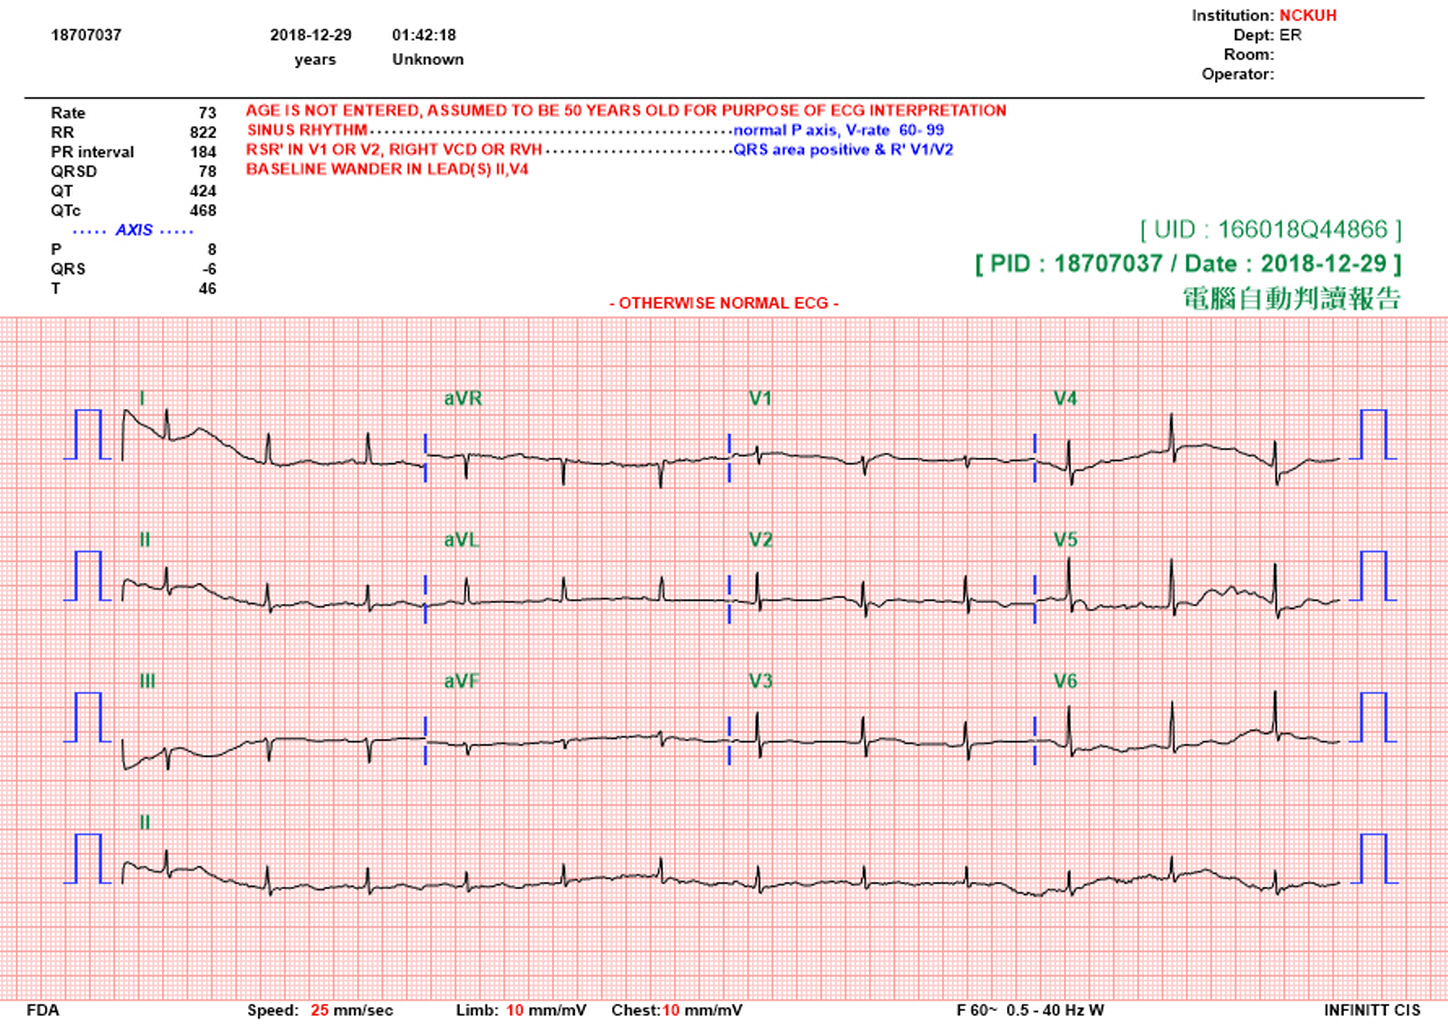 18707037 2018-12-29 01:42:18
years Unknown
Institution: NCKUH
Dept: ER
Room:
Operator:
Rate 73
RR 822
PR interval 184
QRSD 78
QT 424
QTc 468
..... AXIS .....
P 8
QRS -6
T 46
AGE IS NOT ENTERED, ASSUMED TO BE 50 YEARS OLD FOR PURPOSE OF ECG INTERPRETATION
SINUS RHYTHM..................................................normal P axis, V-rate 60- 99
RSR' IN V1 OR V2, RIGHT VCD OR RVH..........................QRS area positive & R' V1/V2
BASELINE WANDER IN LEAD(S) II,V4
[ UID : 166018Q44866 ]
[ PID : 18707037 / Date : 2018-12-29 ]
電腦自動判讀報告
- OTHERWISE NORMAL ECG -
I aVR V1 V4
II aVL V2 V5
III aVF V3 V6
II
FDA Speed: 25 mm/sec Limb: 10 mm/mV Chest:10 mm/mV F 60~ 0.5 - 40 Hz W INFINITT CIS